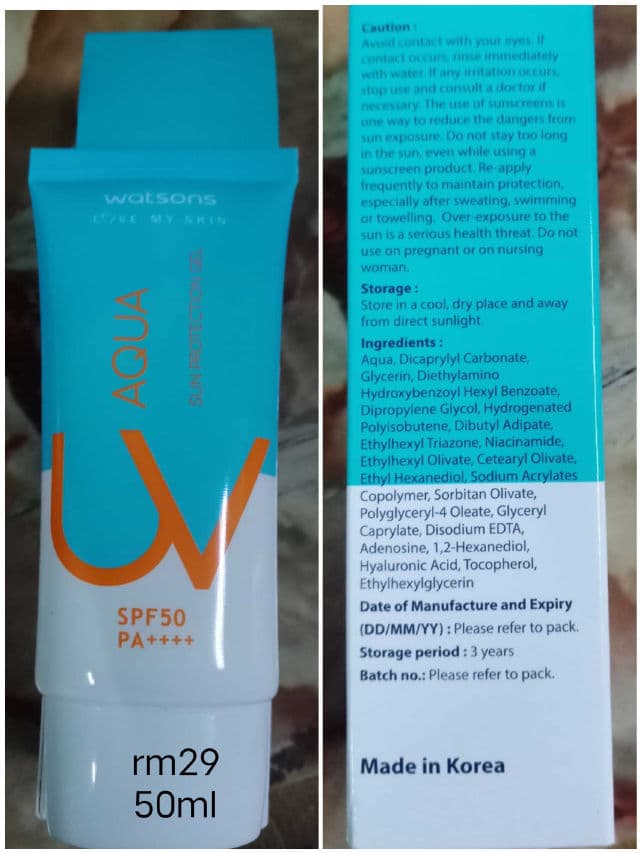 watsons
LOVE MY SKIN
AQUA
SUN PROTECTION GEL
UV
SPF50
PA++++
rm29
50ml
Caution :
Avoid contact with your eyes. If
contact occurs, rinse immediately
with water. If any irritation occurs,
stop use and consult a doctor if
necessary. The use of sunscreens is
one way to reduce the dangers from
sun exposure. Do not stay too long
in the sun, even while using a
sunscreen product. Re-apply
frequently to maintain protection,
especially after sweating, swimming
or towelling. Over-exposure to the
sun is a serious health threat. Do not
use on pregnant or on nursing
woman.
Storage :
Store in a cool, dry place and away
from direct sunlight.
Ingredients :
Aqua, Dicaprylyl Carbonate,
Glycerin, Diethylamino
Hydroxybenzoyl Hexyl Benzoate,
Dipropylene Glycol, Hydrogenated
Polyisobutene, Dibutyl Adipate,
Ethylhexyl Triazone, Niacinamide,
Ethylhexyl Olivate, Cetearyl Olivate,
Ethyl Hexanediol, Sodium Acrylates
Copolymer, Sorbitan Olivate,
Polyglyceryl-4 Oleate, Glyceryl
Caprylate, Disodium EDTA,
Adenosine, 1,2-Hexanediol,
Hyaluronic Acid, Tocopherol,
Ethylhexylglycerin
Date of Manufacture and Expiry
(DD/MM/YY) : Please refer to pack.
Storage period : 3 years
Batch no.: Please refer to pack.
Made in Korea